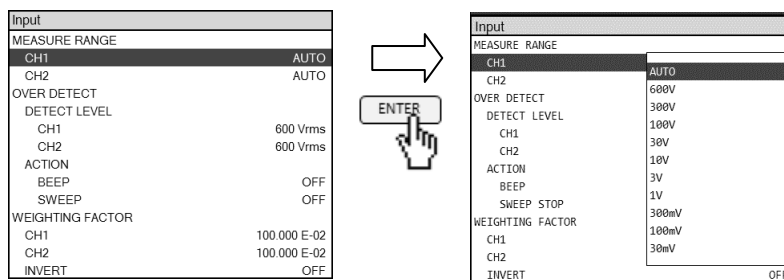 Input
MEASURE RANGE
CH1 AUTO
CH2 AUTO
OVER DETECT
DETECT LEVEL
CH1 600 Vrms
CH2 600 Vrms
ACTION
BEEP OFF
SWEEP OFF
WEIGHTING FACTOR
CH1 100.000 E-02
CH2 100.000 E-02
INVERT OFF
ENTER
Input
MEASURE RANGE
CH1
CH2
OVER DETECT
DETECT LEVEL
CH1
CH2
ACTION
BEEP
SWEEP STOP
WEIGHTING FACTOR
CH1
CH2
INVERT
AUTO
600V
300V
100V
30V
10V
3V
1V
300mV
100mV
30mV